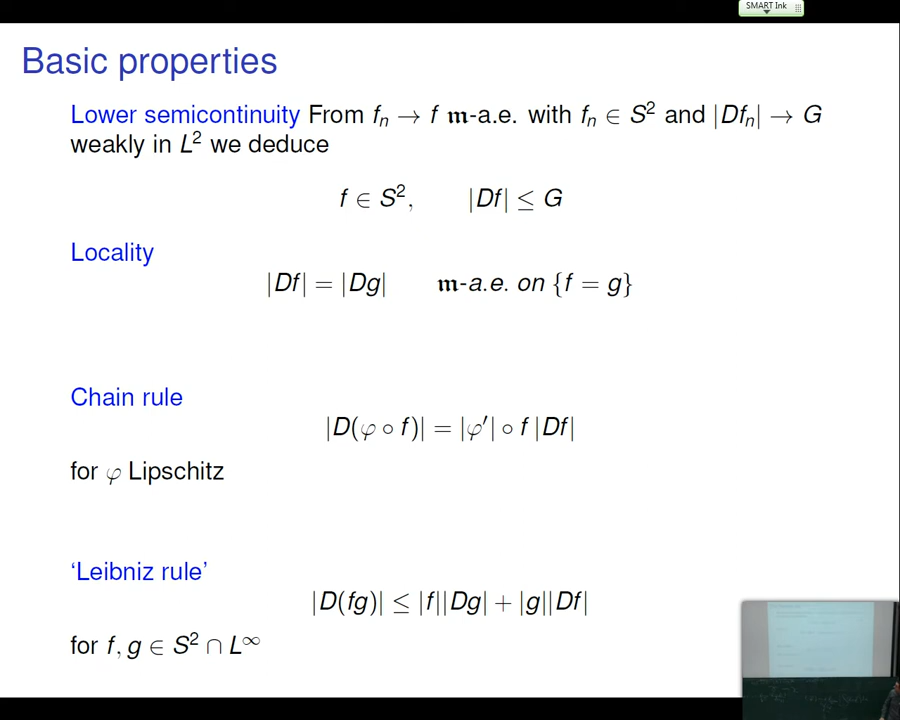 SMART Ink
Basic properties
Lower semicontinuity From fₙ → f 𝖒-a.e. with fₙ ∈ S² and |Dfₙ| → G
weakly in L² we deduce
f ∈ S², |Df| ≤ G
Locality
|Df| = |Dg| 𝖒-a.e. on {f = g}
Chain rule
|D(φ ∘ f)| = |φ′| ∘ f |Df|
for φ Lipschitz
‘Leibniz rule’
|D(fg)| ≤ |f||Dg| + |g||Df|
for f, g ∈ S² ∩ L^∞